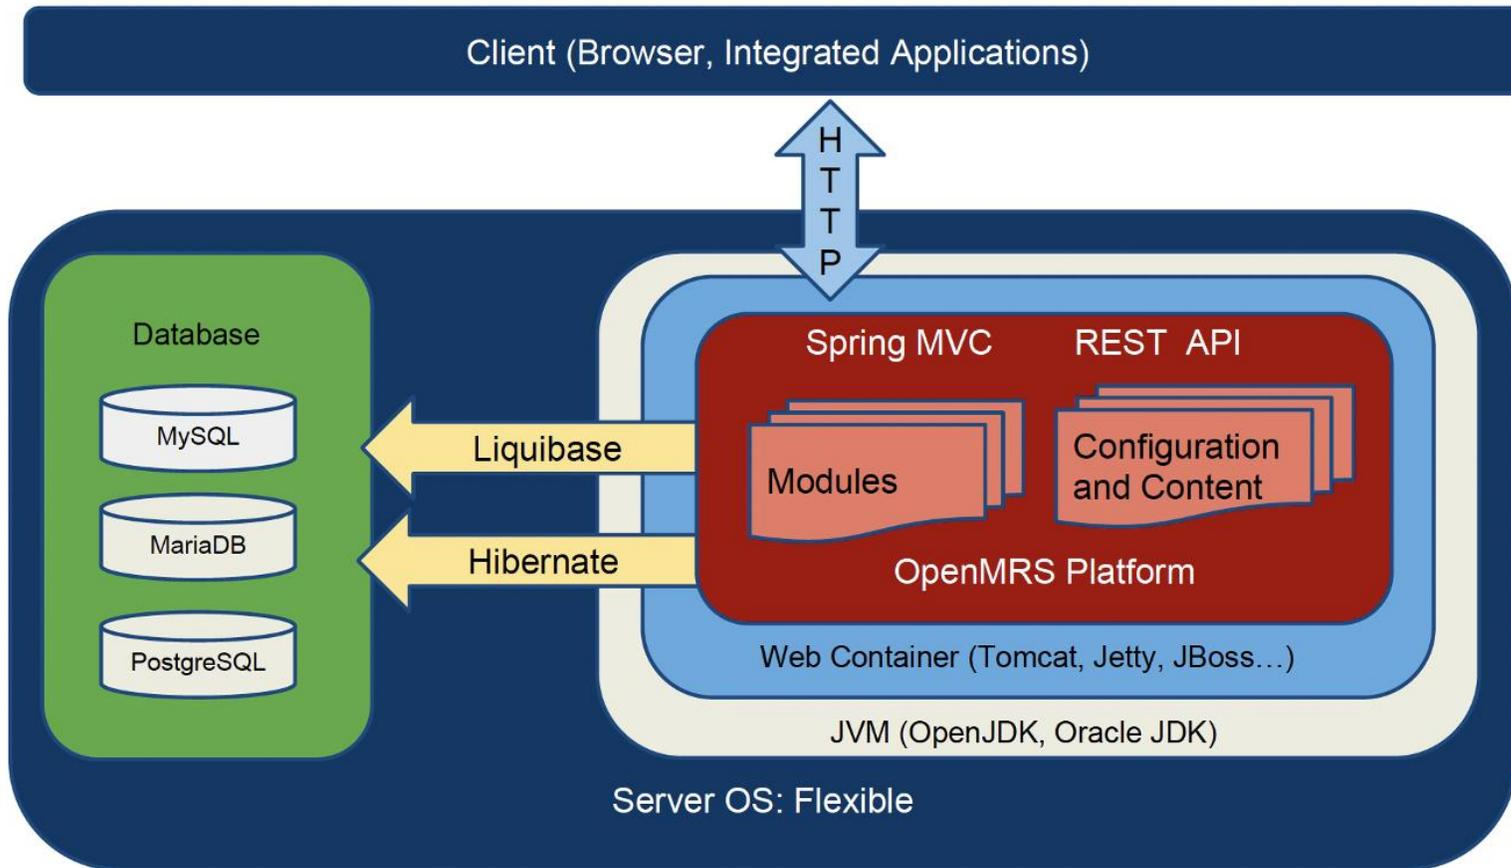 Client (Browser, Integrated Applications)
HTTP
Database
MySQL
MariaDB
PostgreSQL
Liquibase
Hibernate
Spring MVC
REST API
Modules
Configuration
and Content
OpenMRS Platform
Web Container (Tomcat, Jetty, JBoss…)
JVM (OpenJDK, Oracle JDK)
Server OS: Flexible